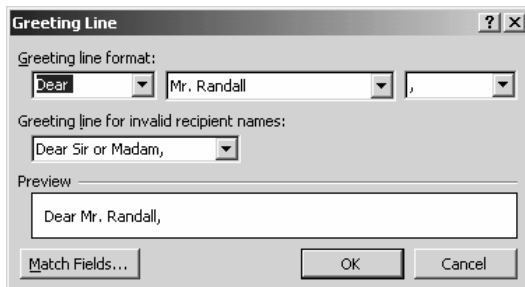 Greeting Line
Greeting line format:
Dear Mr. Randall ,
Greeting line for invalid recipient names:
Dear Sir or Madam,
Preview
Dear Mr. Randall,
Match Fields... OK Cancel